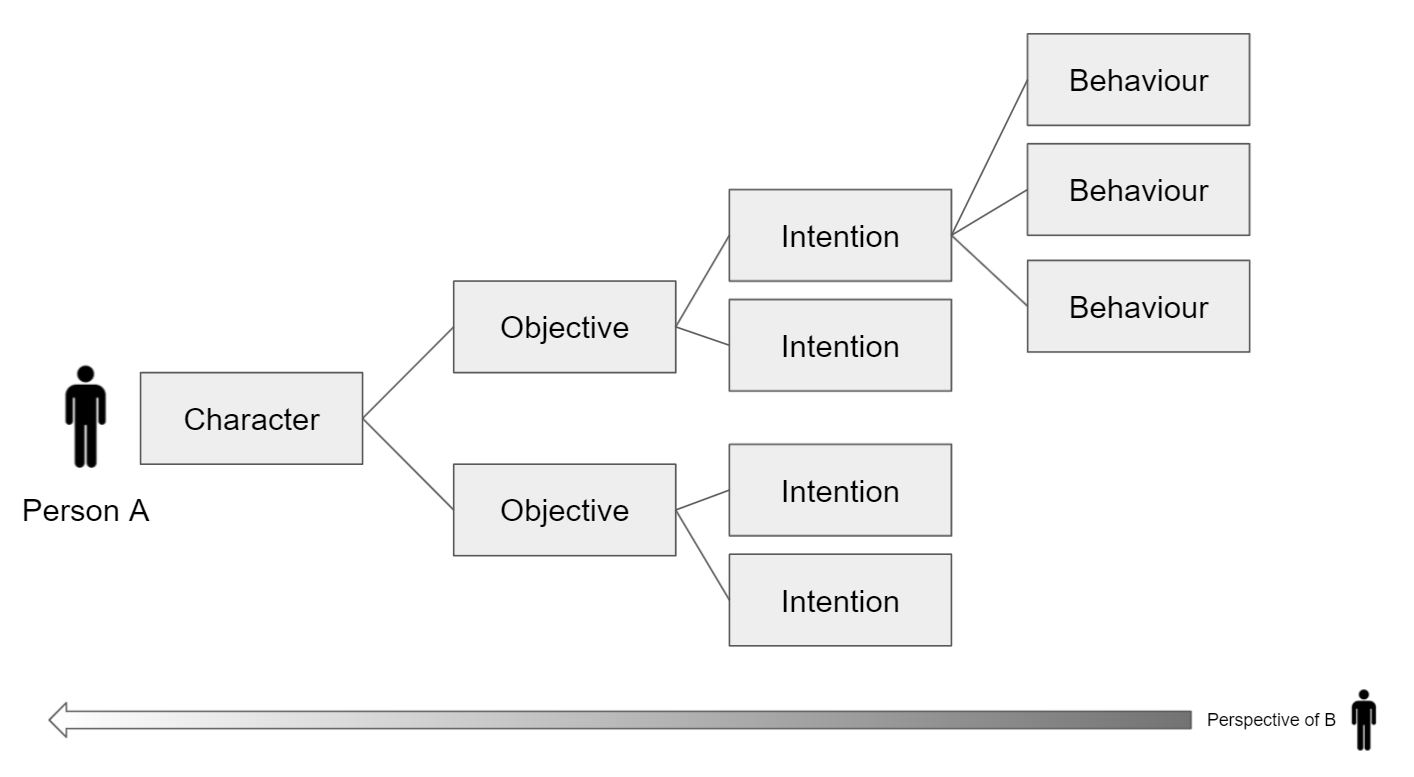 Behaviour
Behaviour
Intention
Behaviour
Objective
Intention
Character
Intention
Person A
Objective
Intention
Perspective of B